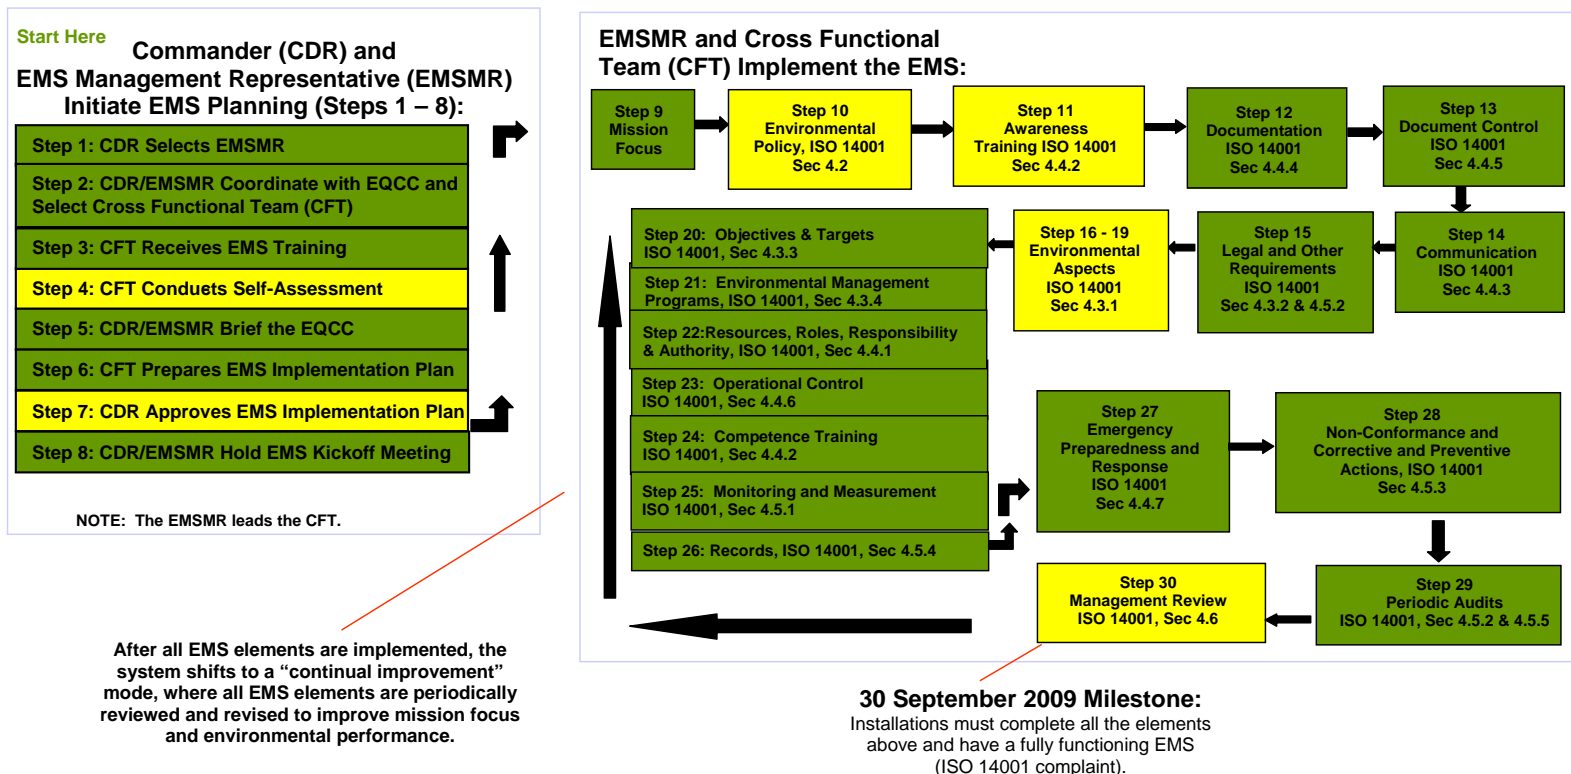 Start Here
Commander (CDR) and
EMS Management Representative (EMSMR)
Initiate EMS Planning (Steps 1 – 8):
Step 1: CDR Selects EMSMR
Step 2: CDR/EMSMR Coordinate with EQCC and
Select Cross Functional Team (CFT)
Step 3: CFT Receives EMS Training
Step 4: CFT Conducts Self-Assessment
Step 5: CDR/EMSMR Brief the EQCC
Step 6: CFT Prepares EMS Implementation Plan
Step 7: CDR Approves EMS Implementation Plan
Step 8: CDR/EMSMR Hold EMS Kickoff Meeting
NOTE: The EMSMR leads the CFT.
EMSMR and Cross Functional
Team (CFT) Implement the EMS:
Step 9
Mission
Focus
Step 10
Environmental
Policy, ISO 14001
Sec 4.2
Step 11
Awareness
Training ISO 14001
Sec 4.4.2
Step 12
Documentation
ISO 14001
Sec 4.4.4
Step 13
Document Control
ISO 14001
Sec 4.4.5
Step 14
Communication
ISO 14001
Sec 4.4.3
Step 15
Legal and Other
Requirements
ISO 14001
Sec 4.3.2 & 4.5.2
Step 16 - 19
Environmental
Aspects
ISO 14001
Sec 4.3.1
Step 20: Objectives & Targets
ISO 14001, Sec 4.3.3
Step 21: Environmental Management
Programs, ISO 14001, Sec 4.3.4
Step 22:Resources, Roles, Responsibility
& Authority, ISO 14001, Sec 4.4.1
Step 23: Operational Control
ISO 14001, Sec 4.4.6
Step 24: Competence Training
ISO 14001, Sec 4.4.2
Step 25: Monitoring and Measurement
ISO 14001, Sec 4.5.1
Step 26: Records, ISO 14001, Sec 4.5.4
Step 27
Emergency
Preparedness and
Response
ISO 14001
Sec 4.4.7
Step 28
Non-Conformance and
Corrective and Preventive
Actions, ISO 14001
Sec 4.5.3
Step 29
Periodic Audits
ISO 14001, Sec 4.5.2 & 4.5.5
Step 30
Management Review
ISO 14001, Sec 4.6
After all EMS elements are implemented, the
system shifts to a “continual improvement”
mode, where all EMS elements are periodically
reviewed and revised to improve mission focus
and environmental performance.
30 September 2009 Milestone:
Installations must complete all the elements
above and have a fully functioning EMS
(ISO 14001 complaint).